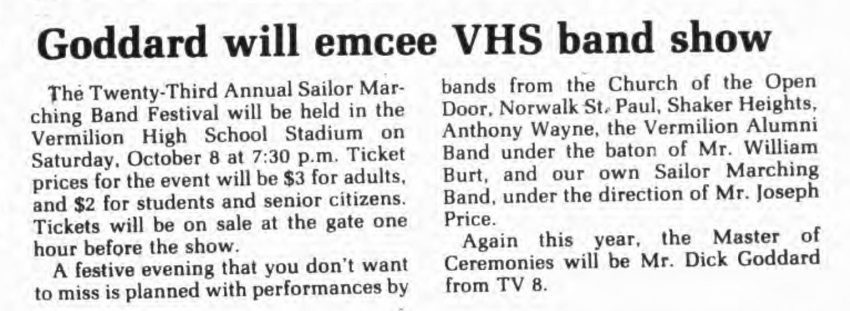 Goddard will emcee VHS band show
The Twenty-Third Annual Sailor Mar-
ching Band Festival will be held in the
Vermilion High School Stadium on
Saturday, October 8 at 7:30 p.m. Ticket
prices for the event will be $3 for adults,
and $2 for students and senior citizens.
Tickets will be on sale at the gate one
hour before the show.
A festive evening that you don't want
to miss is planned with performances by
bands from the Church of the Open
Door, Norwalk St. Paul, Shaker Heights,
Anthony Wayne, the Vermilion Alumni
Band under the baton of Mr. William
Burt, and our own Sailor Marching
Band, under the direction of Mr. Joseph
Price.
Again this year, the Master of
Ceremonies will be Mr. Dick Goddard
from TV 8.